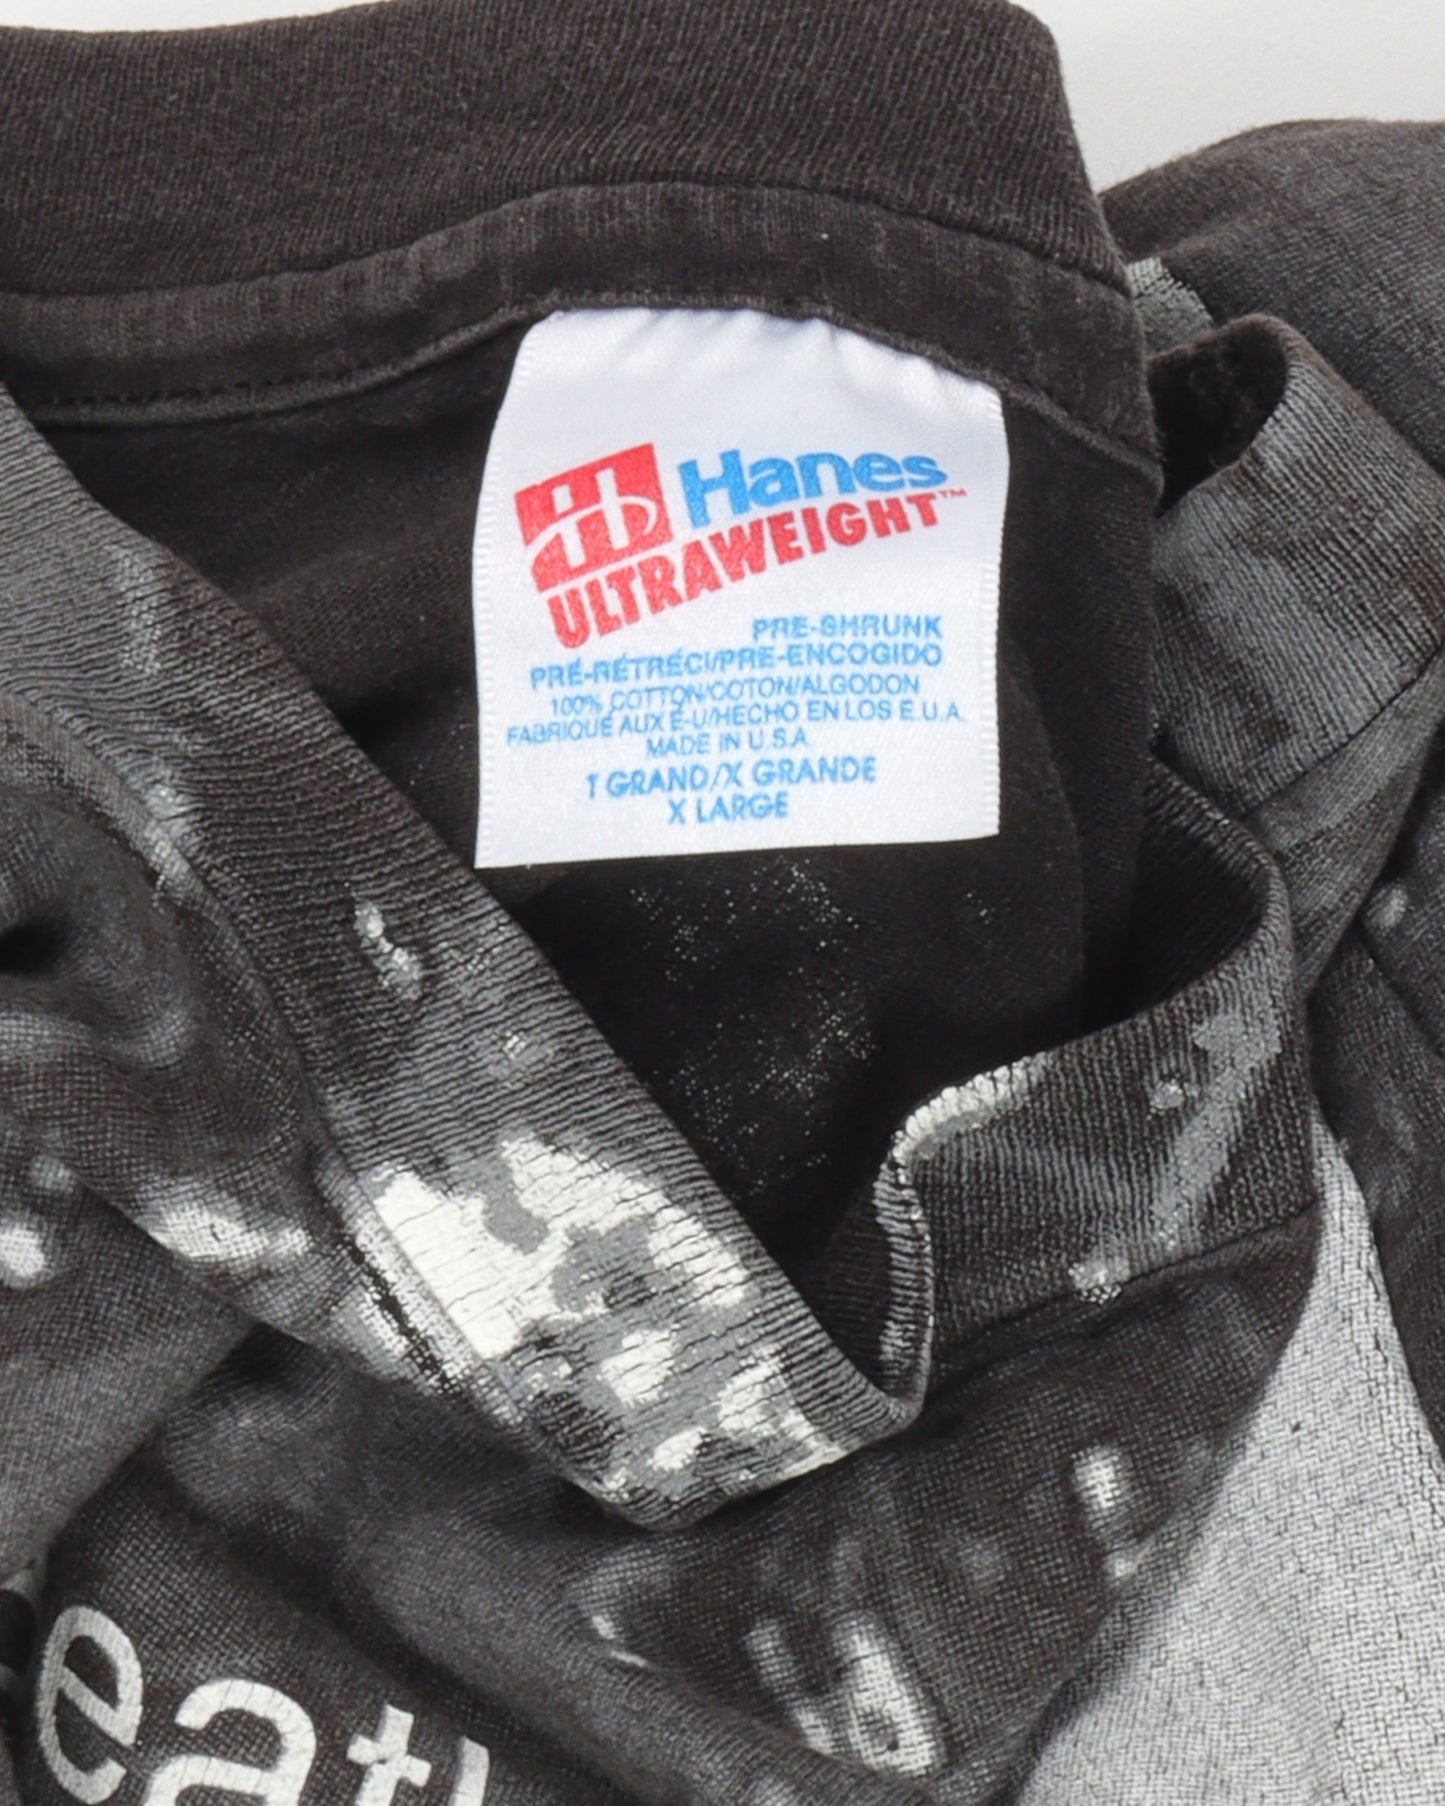 Hanes
ULTRAWEIGHT™
PRE-SHRUNK
PRÉ-RÉTRÉCI/PRE-ENCOGIDO
100% COTTON/COTON/ALGODON
FABRIQUÉ AUX É-U/HECHO EN LOS E.U.A.
MADE IN U.S.A.
T GRAND/X GRANDE
X LARGE